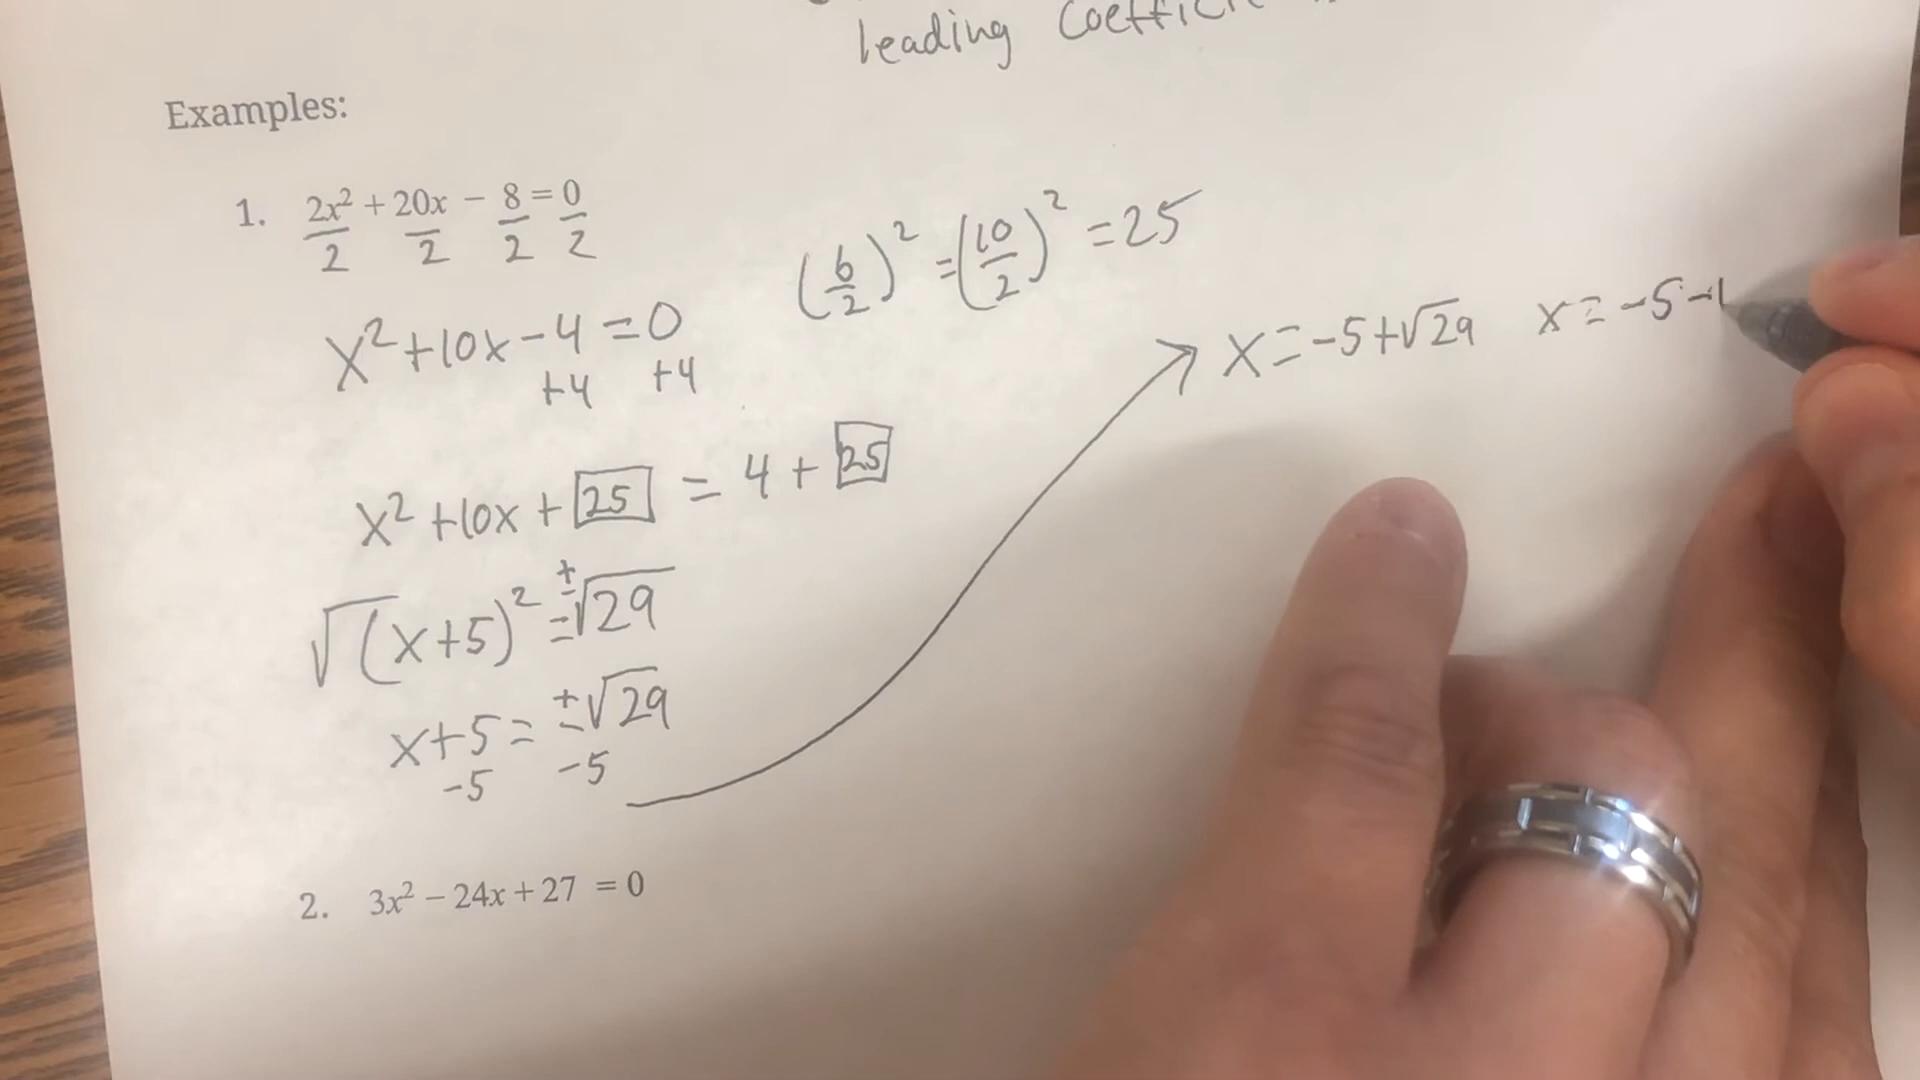 leading
Examples:
1. 2x² + 20x − 8 = 0
2 2 2 2
(b/2)² = (10/2)² = 25
x² + 10x − 4 = 0
+4 +4
x = -5 + √29 x = -5 -
x² + 10x + 25 = 4 + 25
√(x+5)² = ±√29
x + 5 = ±√29
-5 -5
2. 3x² − 24x + 27 = 0